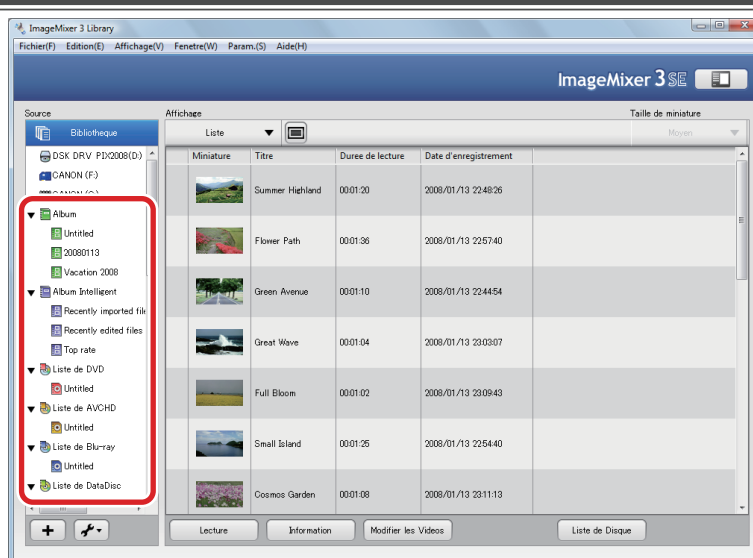 ImageMixer 3 Library
Fichier(F) Edition(E) Affichage(V) Fenetre(W) Param.(S) Aide(H)
ImageMixer 3 SE
Source Affichage Taille de miniature
Bibliotheque Liste Moyen
DSK DRV PIX2008(D:)
CANON (F:)
Album
Untitled
20080113
Vacation 2008
Album Intelligent
Recently imported file
Recently edited files
Top rate
Liste de DVD
Untitled
Liste de AVCHD
Untitled
Liste de Blu-ray
Untitled
Liste de DataDisc
Miniature Titre Duree de lecture Date d'enregistrement
Summer Highland 00:01:20 2008/01/13 22:48:26
Flower Path 00:01:36 2008/01/13 22:57:40
Green Avenue 00:01:10 2008/01/13 22:44:54
Great Wave 00:01:04 2008/01/13 23:03:07
Full Bloom 00:01:02 2008/01/13 23:09:43
Small Island 00:01:25 2008/01/13 22:54:40
Cosmos Garden 00:01:08 2008/01/13 23:11:13
Lecture Information Modifier les Videos Liste de Disque